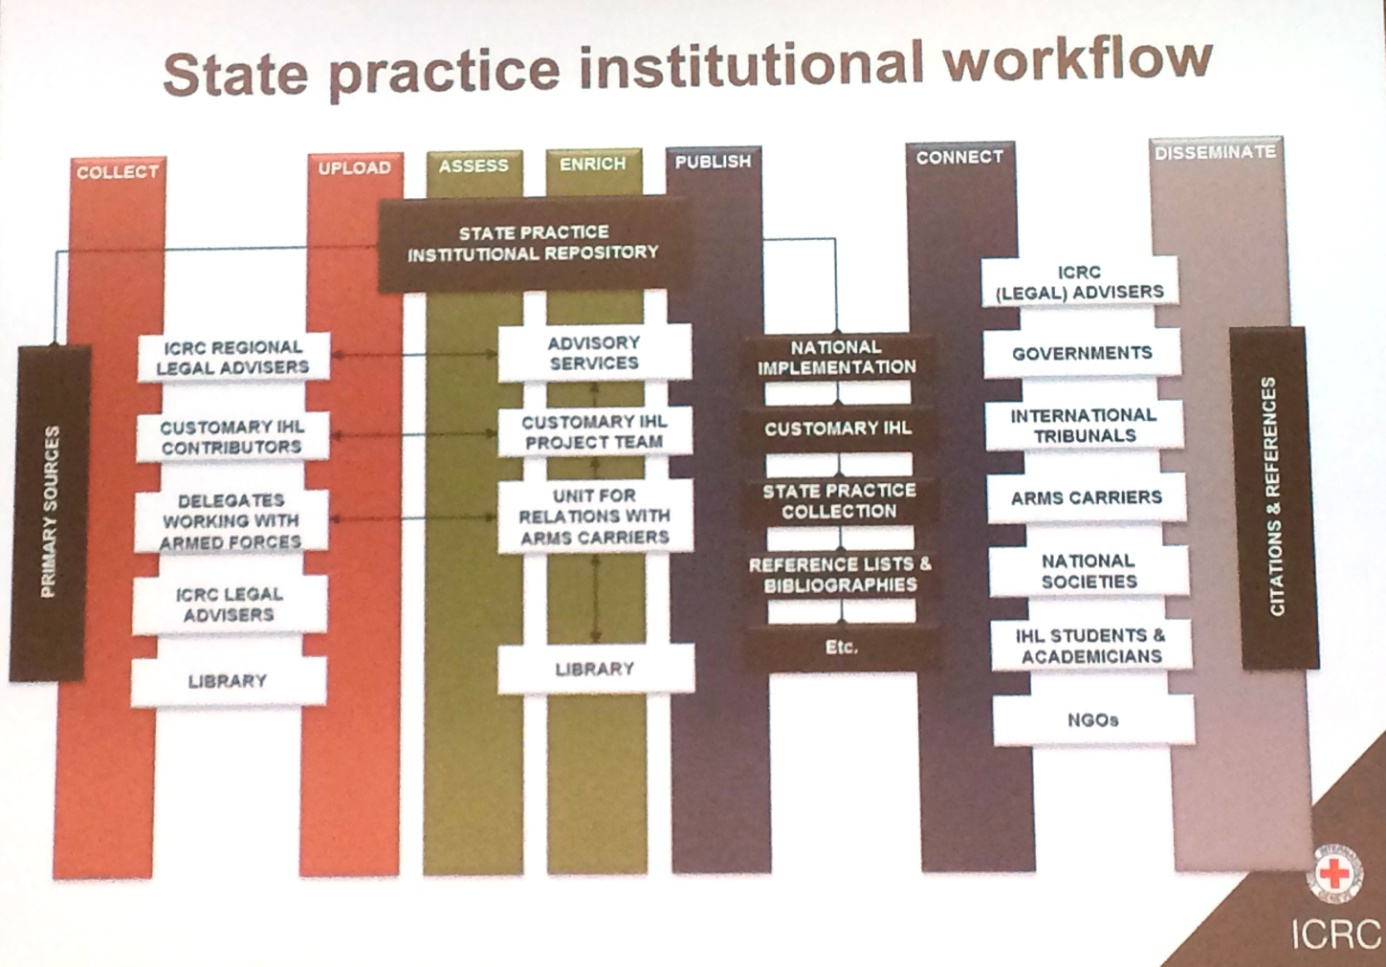 State practice institutional workflow
COLLECT
UPLOAD
ASSESS
ENRICH
PUBLISH
CONNECT
DISSEMINATE
STATE PRACTICE
INSTITUTIONAL REPOSITORY
PRIMARY SOURCES
ICRC REGIONAL
LEGAL ADVISERS
CUSTOMARY IHL
CONTRIBUTORS
DELEGATES
WORKING WITH
ARMED FORCES
ICRC LEGAL
ADVISERS
LIBRARY
ADVISORY
SERVICES
CUSTOMARY IHL
PROJECT TEAM
UNIT FOR
RELATIONS WITH
ARMS CARRIERS
LIBRARY
NATIONAL
IMPLEMENTATION
CUSTOMARY IHL
STATE PRACTICE
COLLECTION
REFERENCE LISTS &
BIBLIOGRAPHIES
Etc.
ICRC
(LEGAL) ADVISERS
GOVERNMENTS
INTERNATIONAL
TRIBUNALS
ARMS CARRIERS
NATIONAL
SOCIETIES
IHL STUDENTS &
ACADEMICIANS
NGOs
CITATIONS & REFERENCES
ICRC